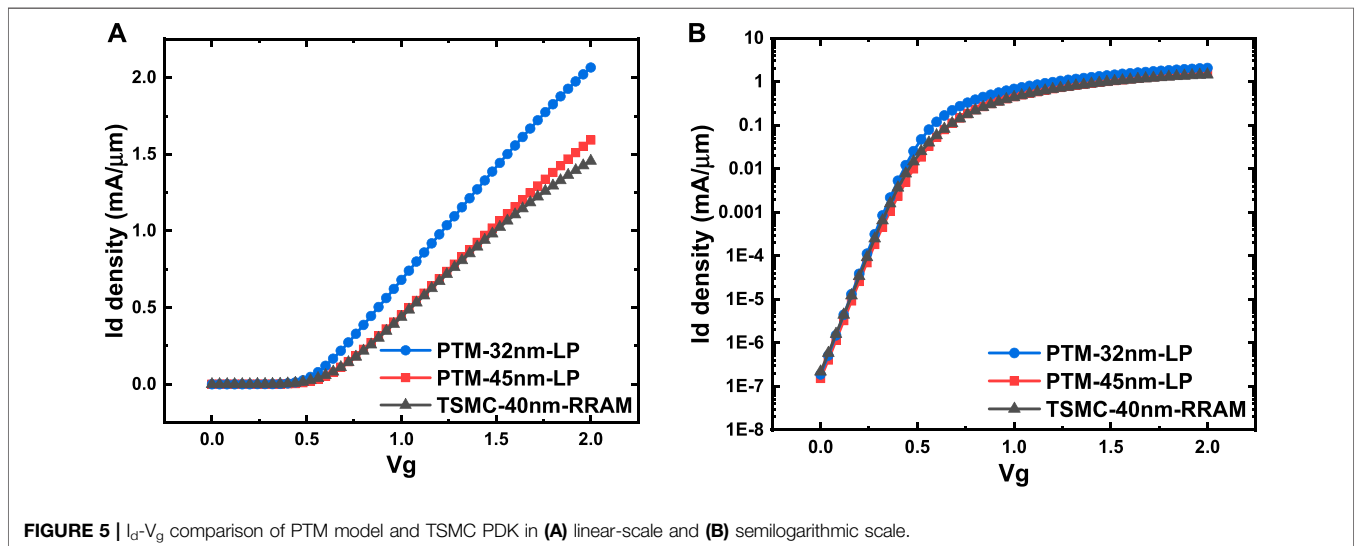 A
Id density (mA/μm)
2.0
1.5
1.0
0.5
0.0
PTM-32nm-LP
PTM-45nm-LP
TSMC-40nm-RRAM
0.0 0.5 1.0 1.5 2.0
Vg
B
Id density (mA/μm)
10
1
0.1
0.01
0.001
1E-4
1E-5
1E-6
1E-7
1E-8
PTM-32nm-LP
PTM-45nm-LP
TSMC-40nm-RRAM
0.0 0.5 1.0 1.5 2.0
Vg
FIGURE 5 | Id-Vg comparison of PTM model and TSMC PDK in (A) linear-scale and (B) semilogarithmic scale.